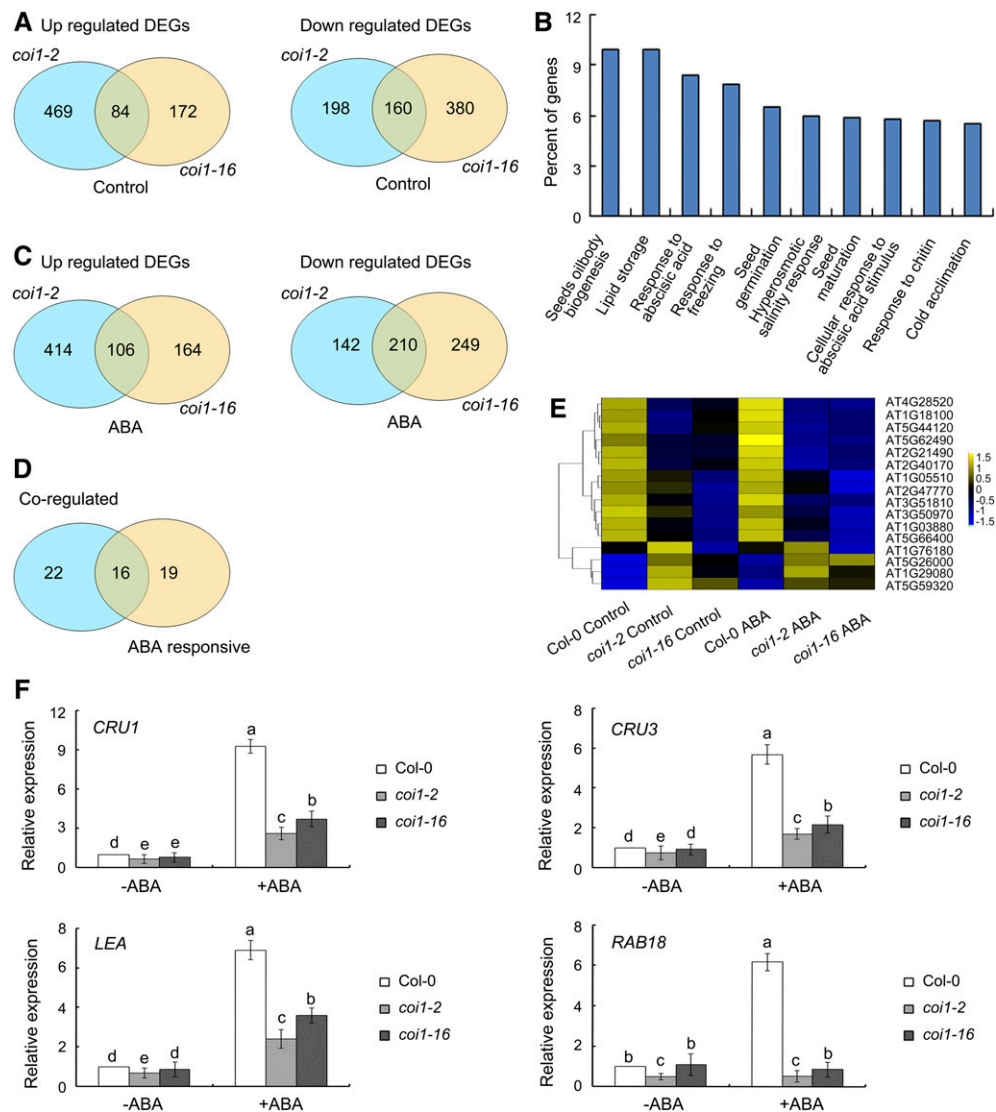 A
Up regulated DEGs
coi1-2
469
84
172
coi1-16
Control
Down regulated DEGs
coi1-2
198
160
380
coi1-16
Control
B
Percent of genes
12
9
6
3
0
Seeds oilbody
biogenesis
Lipid storage
Response to
abscisic acid
Response to
freezing
Seed
germination
Hyperosmotic
salinity response
Seed
maturation
Cellular response to
abscisic acid stimulus
Response to chitin
Cold acclimation
C
Up regulated DEGs
coi1-2
414
106
164
coi1-16
ABA
Down regulated DEGs
coi1-2
142
210
249
coi1-16
ABA
D
Co-regulated
22
16
19
ABA responsive
E
AT4G28520
AT1G18100
AT5G44120
AT5G62490
AT2G21490
AT2G40170
AT1G05510
AT2G47770
AT3G51810
AT3G50970
AT1G03880
AT5G66400
AT1G76180
AT5G26000
AT1G29080
AT5G59320
1.5
1
0.5
0
-0.5
-1
-1.5
Col-0 Control
coi1-2 Control
coi1-16 Control
Col-0 ABA
coi1-2 ABA
coi1-16 ABA
F
CRU1
Relative expression
12
9
6
3
0
d
e
e
a
c
b
-ABA
+ABA
Col-0
coi1-2
coi1-16
CRU3
Relative expression
8
6
4
2
0
d
e
d
a
c
b
-ABA
+ABA
Col-0
coi1-2
coi1-16
LEA
Relative expression
8
6
4
2
0
d
e
d
a
c
b
-ABA
+ABA
Col-0
coi1-2
coi1-16
RAB18
Relative expression
8
6
4
2
0
b
c
b
a
c
b
-ABA
+ABA
Col-0
coi1-2
coi1-16